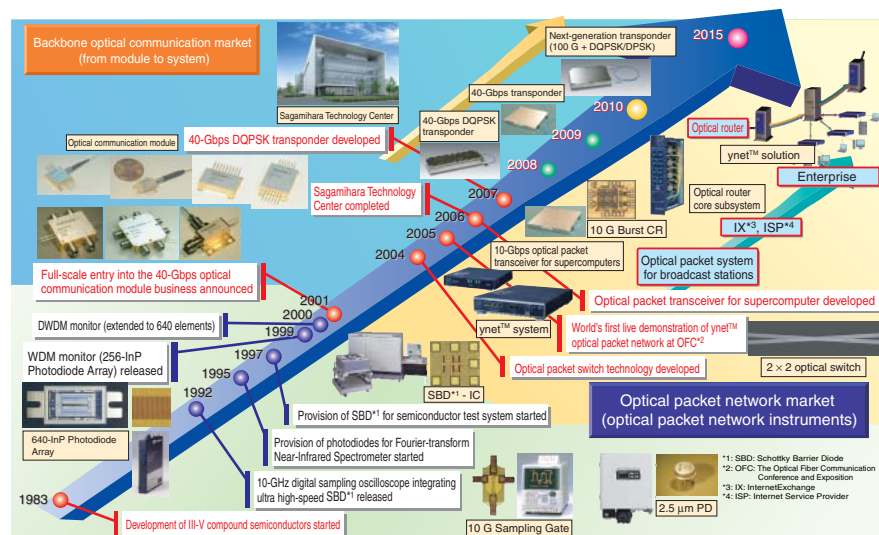 Backbone optical communication market
(from module to system)
Sagamihara Technology Center
Next-generation transponder
(100 G + DQPSK/DPSK)
2015
40-Gbps transponder
2010
40-Gbps DQPSK
transponder
2009
2008
Optical communication module
40-Gbps DQPSK transponder developed
Optical router
ynet™ solution
Enterprise
Sagamihara Technology
Center completed
2007
2006
2005
2004
Optical router
core subsystem
10 G Burst CR
IX*3, ISP*4
10-Gbps optical packet
transceiver for supercomputers
Optical packet system
for broadcast stations
Full-scale entry into the 40-Gbps optical
communication module business announced
2001
2000
1999
Optical packet transceiver for supercomputer developed
DWDM monitor (extended to 640 elements)
ynet™ system
World's first live demonstration of ynet™
optical packet network at OFC*2
WDM monitor (256-InP
Photodiode Array) released
1997
1995
1992
Optical packet switch technology developed
2 × 2 optical switch
SBD*1 - IC
Optical packet network market
(optical packet network instruments)
Provision of SBD*1 for semiconductor test system started
640-InP Photodiode
Array
Provision of photodiodes for Fourier-transform
Near-Infrared Spectrometer started
10-GHz digital sampling oscilloscope integrating
ultra high-speed SBD*1 released
1983
Development of III-V compound semiconductors started
10 G Sampling Gate
2.5 μm PD
*1: SBD: Schottky Barrier Diode
*2: OFC: The Optical Fiber Communication
Conference and Exposition
*3: IX: InternetExchange
*4: ISP: Internet Service Provider